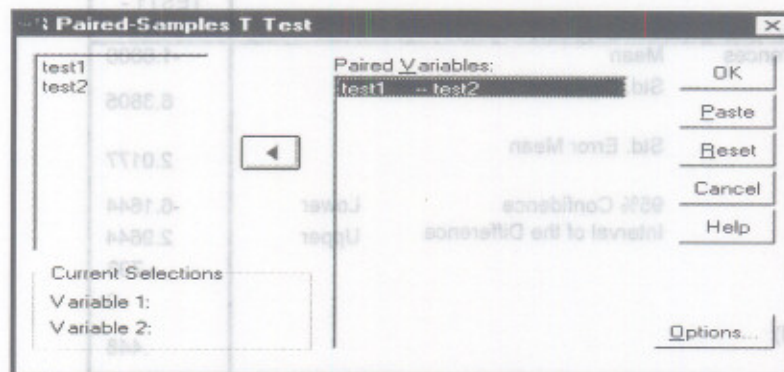 Paired-Samples T Test
test1
test2
Paired Variables:
test1 -- test2
OK
Paste
Reset
Cancel
Help
Current Selections
Variable 1:
Variable 2:
Options...